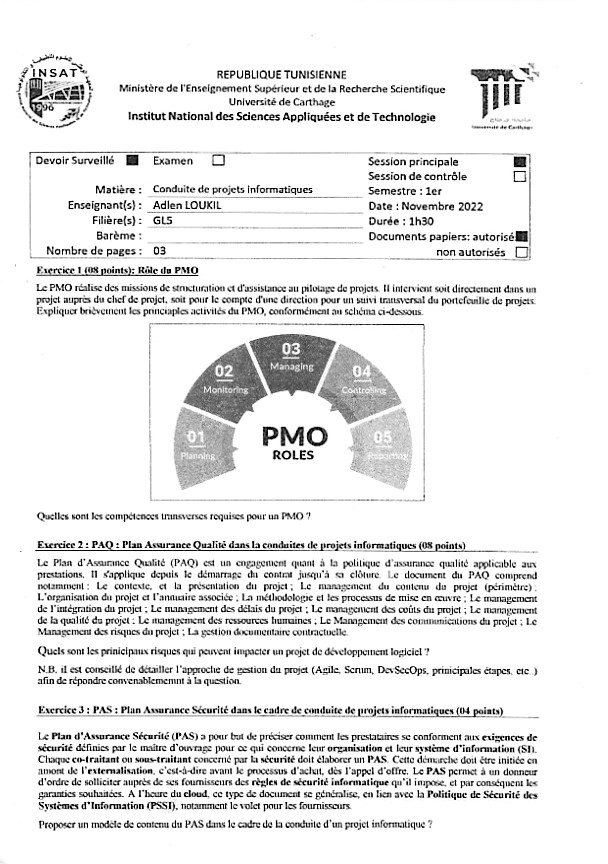 INSAT
1996
REPUBLIQUE TUNISIENNE
Ministère de l'Enseignement Supérieur et de la Recherche Scientifique
Université de Carthage
Institut National des Sciences Appliquées et de Technologie
Université de Carthage
Devoir Surveillé Examen Session principale
Session de contrôle
Matière : Conduite de projets informatiques Semestre : 1er
Enseignant(s) : Adlen LOUKIL Date : Novembre 2022
Filière(s) : GL5 Durée : 1h30
Barème : Documents papiers: autorisé
Nombre de pages : 03 non autorisés
Exercice 1 (08 points): Rôle du PMO
Le PMO réalise des missions de structuration et d'assistance au pilotage de projets. Il intervient soit directement dans un
projet auprès du chef de projet, soit pour le compte d'une direction pour un suivi transversal du portefeuille de projets.
Expliquer brièvement les principales activités du PMO, conformément au schéma ci-dessous.
01
Planning
02
Monitoring
03
Managing
04
Controlling
05
Reporting
PMO
ROLES
Quelles sont les compétences transverses requises pour un PMO ?
Exercice 2 : PAQ : Plan Assurance Qualité dans la conduites de projets informatiques (08 points)
Le Plan d'Assurance Qualité (PAQ) est un engagement quant à la politique d'assurance qualité applicable aux
prestations. Il s'applique depuis le démarrage du contrat jusqu'à sa clôture. Le document du PAQ comprend
notamment : Le contexte, et la présentation du projet ; Le management du contenu du projet (périmètre) ;
L'organisation du projet et l'annuaire associée ; La méthodologie et les processus de mise en œuvre ; Le management
de l'intégration du projet ; Le management des délais du projet ; Le management des coûts du projet ; Le management
de la qualité du projet ; Le management des ressources humaines ; Le Management des communications du projet ; Le
Management des risques du projet ; La gestion documentaire contractuelle.
Quels sont les prinicipaux risques qui peuvent impacter un projet de développement logiciel ?
N.B. il est conseillé de détailler l'approche de gestion du projet (Agile, Scrum, DevSecOps, prinicipales étapes, etc..)
afin de répondre convenablememnt à la question.
Exercice 3 : PAS : Plan Assurance Sécurité dans le cadre de conduite de projets informatiques (04 points)
Le Plan d'Assurance Sécurité (PAS) a pour but de préciser comment les prestataires se conforment aux exigences de
sécurité définies par le maître d'ouvrage pour ce qui concerne leur organisation et leur système d'information (SI).
Chaque co-traitant ou sous-traitant concerné par la sécurité doit élaborer un PAS. Cette démarche doit être initiée en
amont de l'externalisation, c'est-à-dire avant le processus d'achat, dès l'appel d'offre. Le PAS permet à un donneur
d'ordre de solliciter auprès de ses fournisseurs des règles de sécurité informatique qu'il impose, et par conséquent les
garanties souhaitées. A l'heure du cloud, ce type de document se généralise, en lien avec la Politique de Sécurité des
Systèmes d'Information (PSSI), notamment le volet pour les fournisseurs.
Proposer un modèle de contenu du PAS dans le cadre de la conduite d'un projet informatique ?